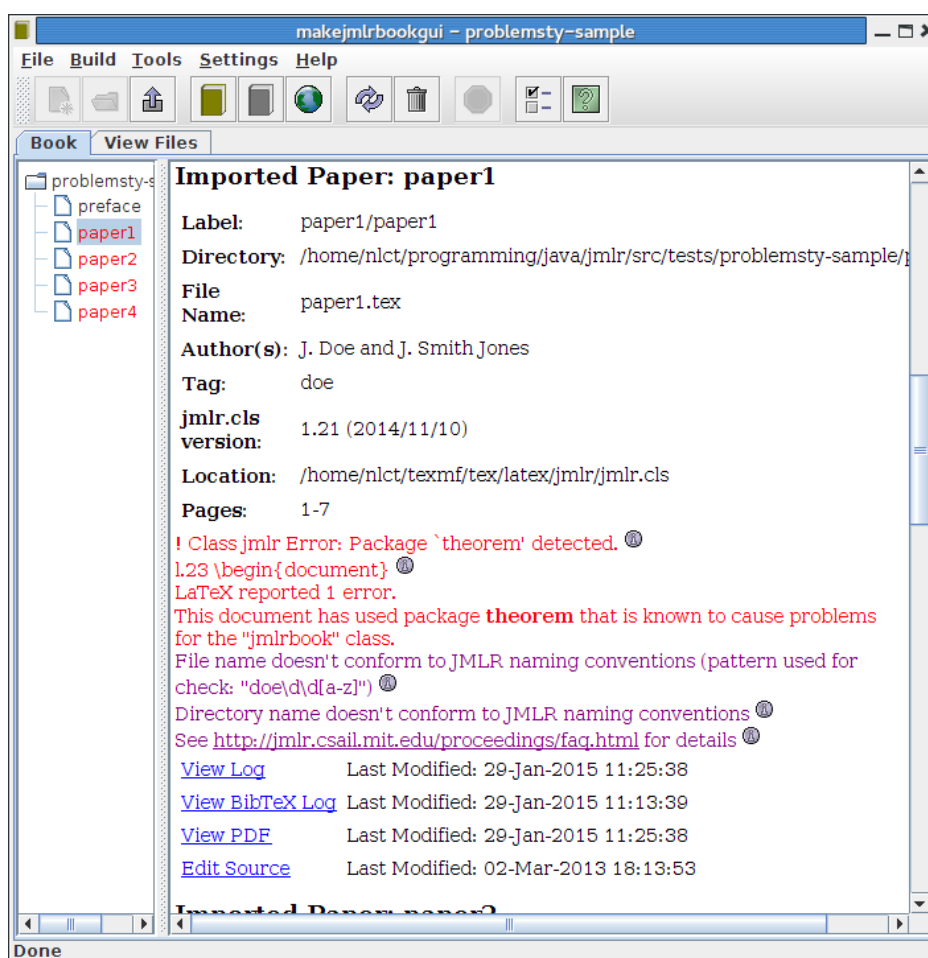 makejmlrbookgui – problemsty–sample
File Build Tools Settings Help
Book View Files
problemsty-s
preface
paper1
paper2
paper3
paper4
Imported Paper: paper1
Label: paper1/paper1
Directory: /home/nlct/programming/java/jmlr/src/tests/problemsty-sample/p
File
Name: paper1.tex
Author(s): J. Doe and J. Smith Jones
Tag: doe
jmlr.cls
version: 1.21 (2014/11/10)
Location: /home/nlct/texmf/tex/latex/jmlr/jmlr.cls
Pages: 1-7
! Class jmlr Error: Package `theorem' detected.
l.23 \begin{document}
LaTeX reported 1 error.
This document has used package theorem that is known to cause problems
for the "jmlrbook" class.
File name doesn't conform to JMLR naming conventions (pattern used for
check: "doe\d\d[a-z]")
Directory name doesn't conform to JMLR naming conventions
See http://jmlr.csail.mit.edu/proceedings/faq.html for details
View Log Last Modified: 29-Jan-2015 11:25:38
View BibTeX Log Last Modified: 29-Jan-2015 11:13:39
View PDF Last Modified: 29-Jan-2015 11:25:38
Edit Source Last Modified: 02-Mar-2013 18:13:53
Imported Paper: paper2
Done